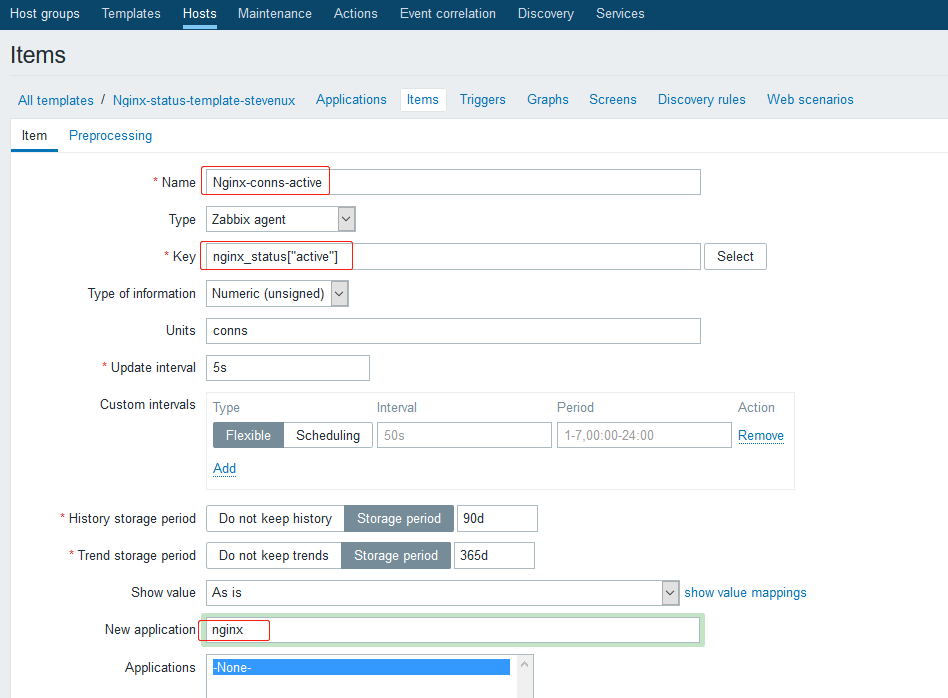 Host groups Templates Hosts Maintenance Actions Event correlation Discovery Services
Items
All templates / Nginx-status-template-stevenux Applications Items Triggers Graphs Screens Discovery rules Web scenarios
Item Preprocessing
* Name Nginx-conns-active
Type Zabbix agent
* Key nginx_status["active"] Select
Type of information Numeric (unsigned)
Units conns
* Update interval 5s
Custom intervals Type Interval Period Action
Flexible Scheduling 50s 1-7,00:00-24:00 Remove
Add
* History storage period Do not keep history Storage period 90d
* Trend storage period Do not keep trends Storage period 365d
Show value As is show value mappings
New application nginx
Applications -None-